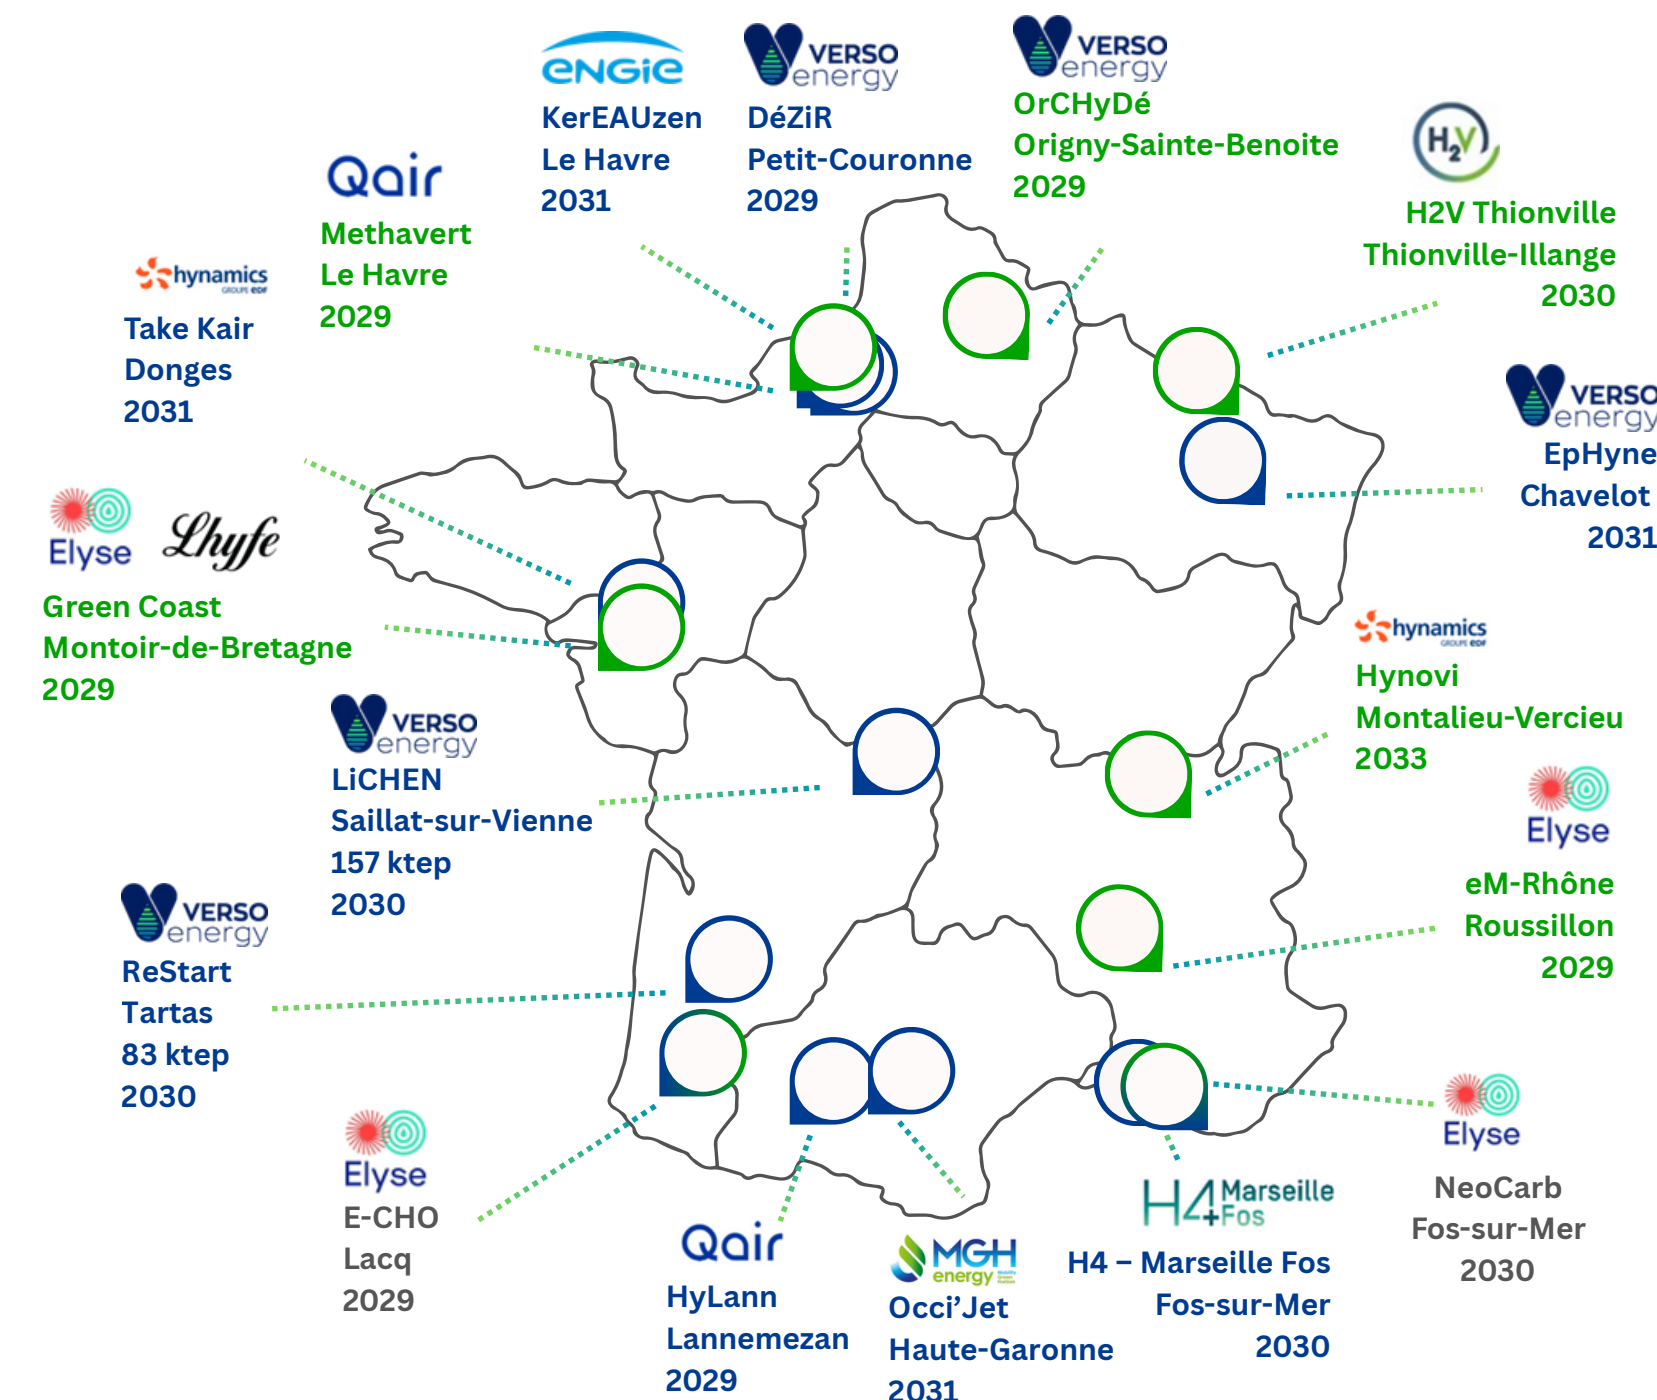 ENGIE
KerEAUzen
Le Havre
2031
VERSO
energy
DéZiR
Petit-Couronne
2029
VERSO
energy
OrCHyDé
Origny-Sainte-Benoite
2029
H2V
H2V Thionville
Thionville-Illange
2030
Qair
Methavert
Le Havre
2029
hynamics
GROUPE EDF
Take Kair
Donges
2031
VERSO
energy
EpHyne
Chavelot
2031
Elyse
Lhyfe
Green Coast
Montoir-de-Bretagne
2029
hynamics
GROUPE EDF
Hynovi
Montalieu-Vercieu
2033
VERSO
energy
LiCHEN
Saillat-sur-Vienne
157 ktep
2030
Elyse
eM-Rhône
Roussillon
2029
VERSO
energy
ReStart
Tartas
83 ktep
2030
Elyse
E-CHO
Lacq
2029
Qair
HyLann
Lannemezan
2029
MGH
energy
Occi’Jet
Haute-Garonne
2031
H4 Marseille
+Fos
H4 – Marseille Fos
Fos-sur-Mer
2030
Elyse
NeoCarb
Fos-sur-Mer
2030